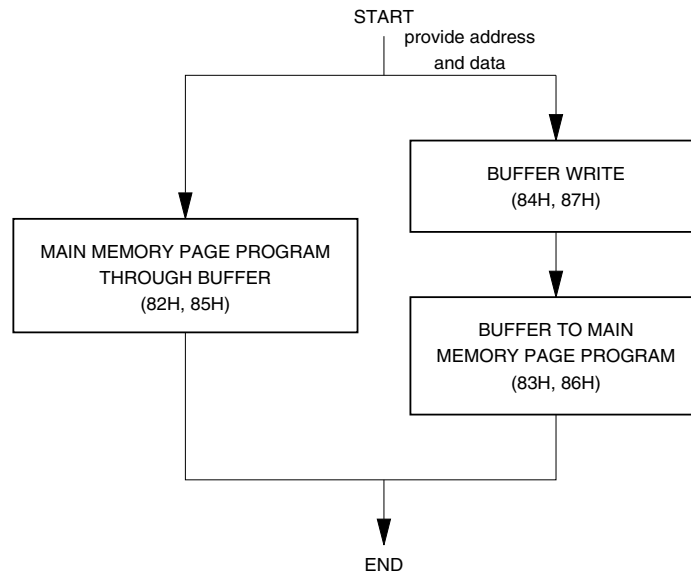 START
provide address
and data
BUFFER WRITE
(84H, 87H)
MAIN MEMORY PAGE PROGRAM
THROUGH BUFFER
(82H, 85H)
BUFFER TO MAIN
MEMORY PAGE PROGRAM
(83H, 86H)
END